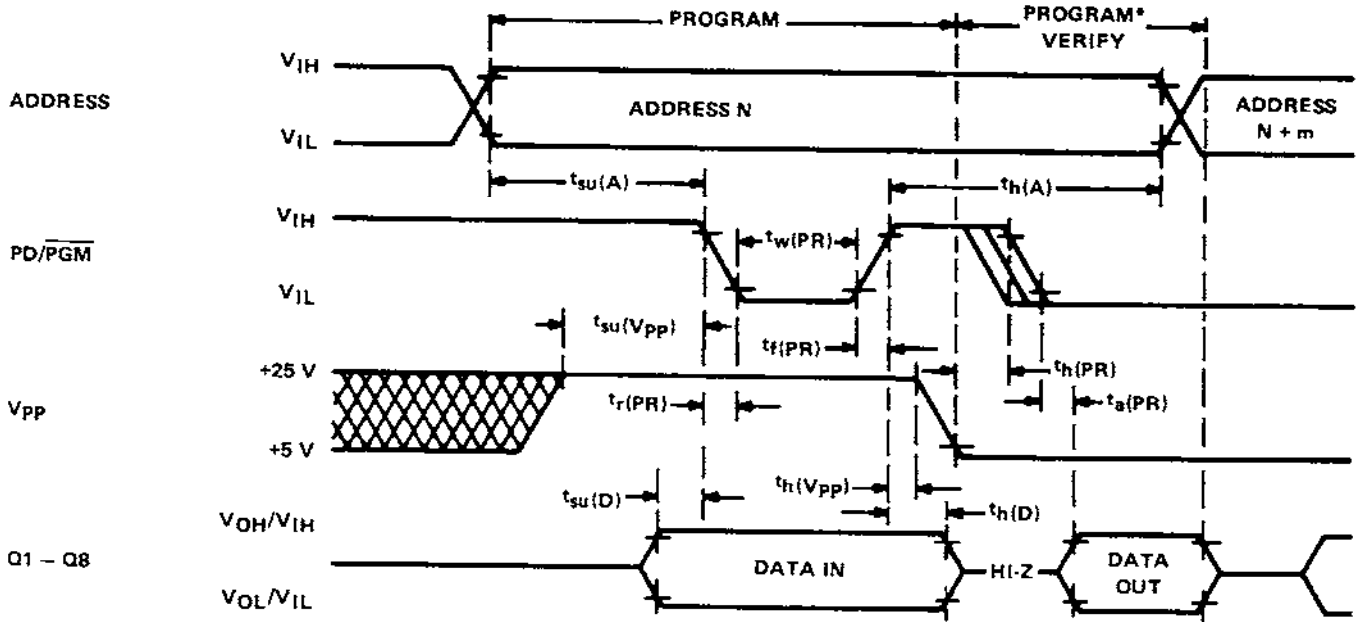 PROGRAM
PROGRAM*
VERIFY
ADDRESS
VIH
VIL
ADDRESS N
ADDRESS
N + m
tsu(A)
th(A)
PD/PGM
VIH
VIL
tw(PR)
tsu(VPP)
tf(PR)
th(PR)
VPP
+25 V
+5 V
tr(PR)
ta(PR)
tsu(D)
th(VPP)
th(D)
Q1 – Q8
VOH/VIH
VOL/VIL
DATA IN
HI-Z
DATA
OUT